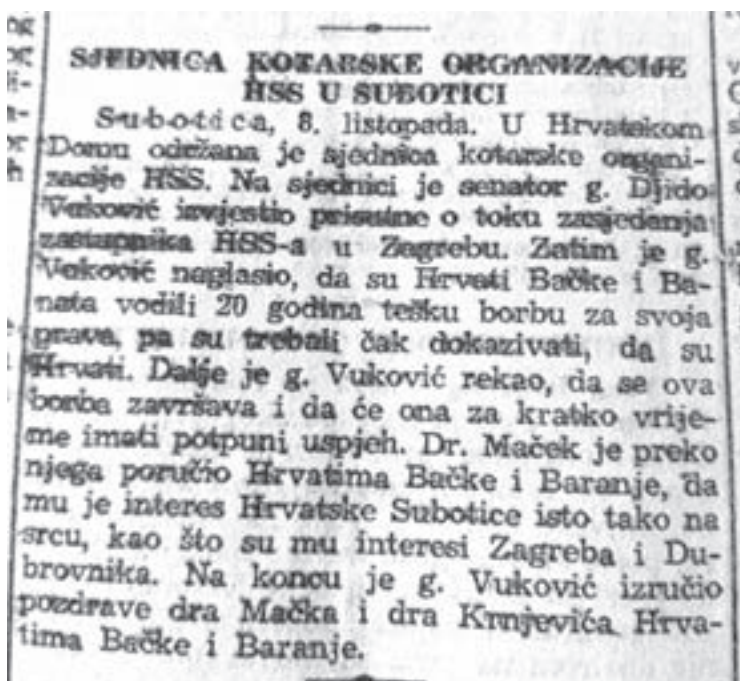 SJEDNICA KOTARSKE ORGANIZACIJE
HSS U SUBOTICI
Subotica, 8. listopada. U Hrvatskom
Domu održana je sjednica kotarske organi-
zacije HSS. Na sjednici je senator g. Djido
Vuković izvjestio prisutne o toku zasjedanja
zastupnika HSS-a u Zagrebu. Zatim je g.
Vuković naglasio, da su Hrvati Bačke i Ba-
nata vodili 20 godina tešku borbu za svoja
prava, pa su trebali čak dokazivati, da su
Hrvati. Dalje je g. Vuković rekao, da se ova
borba završava i da će ona za kratko vrije-
me imati potpuni uspjeh. Dr. Maček je preko
njega poručio Hrvatima Bačke i Baranje, da
mu je interes Hrvatske Subotice isto tako na
srcu, kao što su mu interesi Zagreba i Du-
brovnika. Na koncu je g. Vuković izručio
pozdrave dra Mačka i dra Krnjevića Hrva-
tima Bačke i Baranje.